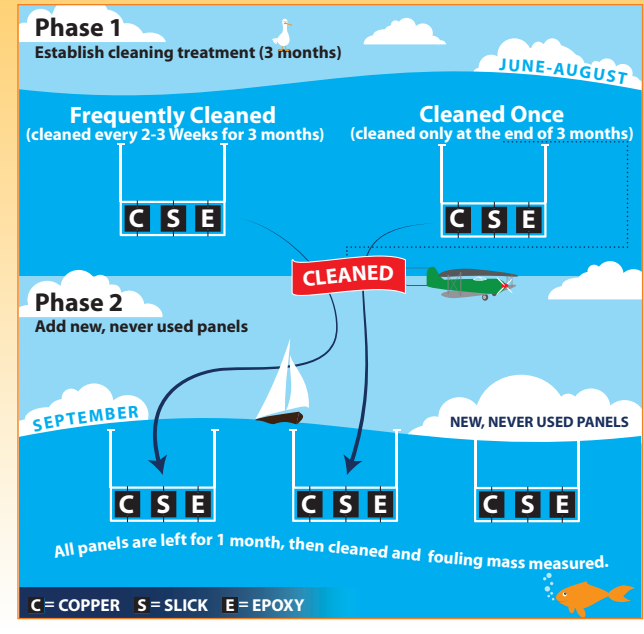 Phase 1
Establish cleaning treatment (3 months)
JUNE-AUGUST
Frequently Cleaned
(cleaned every 2-3 Weeks for 3 months)
Cleaned Once
(cleaned only at the end of 3 months)
C S E
C S E
CLEANED
Phase 2
Add new, never used panels
SEPTEMBER
NEW, NEVER USED PANELS
C S E
C S E
C S E
All panels are left for 1 month, then cleaned and fouling mass measured.
C = COPPER S = SLICK E = EPOXY